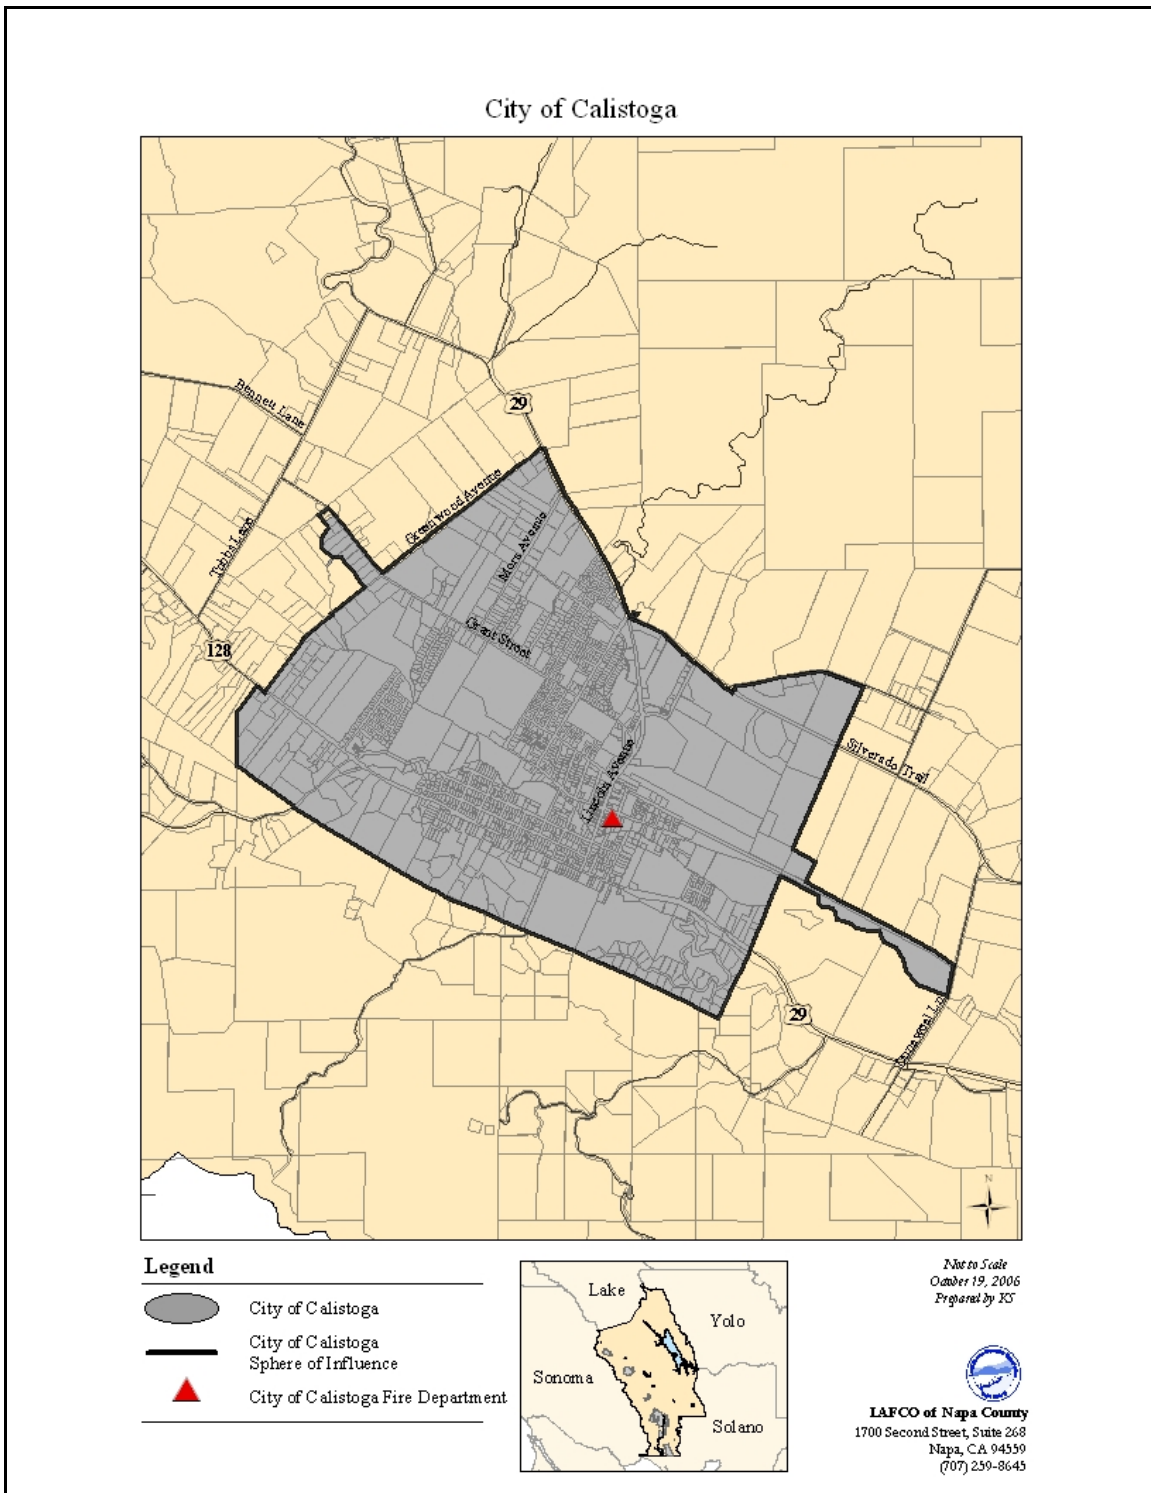 City of Calistoga
29
Bennett Lane
Greenwood Avenue
Mora Avenue
Tubbs Lane
Grant Street
128
Silverado Trail
Lincoln Avenue
29
Dunaweal Ln
N
Legend
City of Calistoga
City of Calistoga
Sphere of Influence
City of Calistoga Fire Department
Lake
Yolo
Sonoma
Solano
Not to Scale
October 19, 2006
Prepared by KS
LAFCO of Napa County
1700 Second Street, Suite 268
Napa, CA 94559
(707) 259-8645